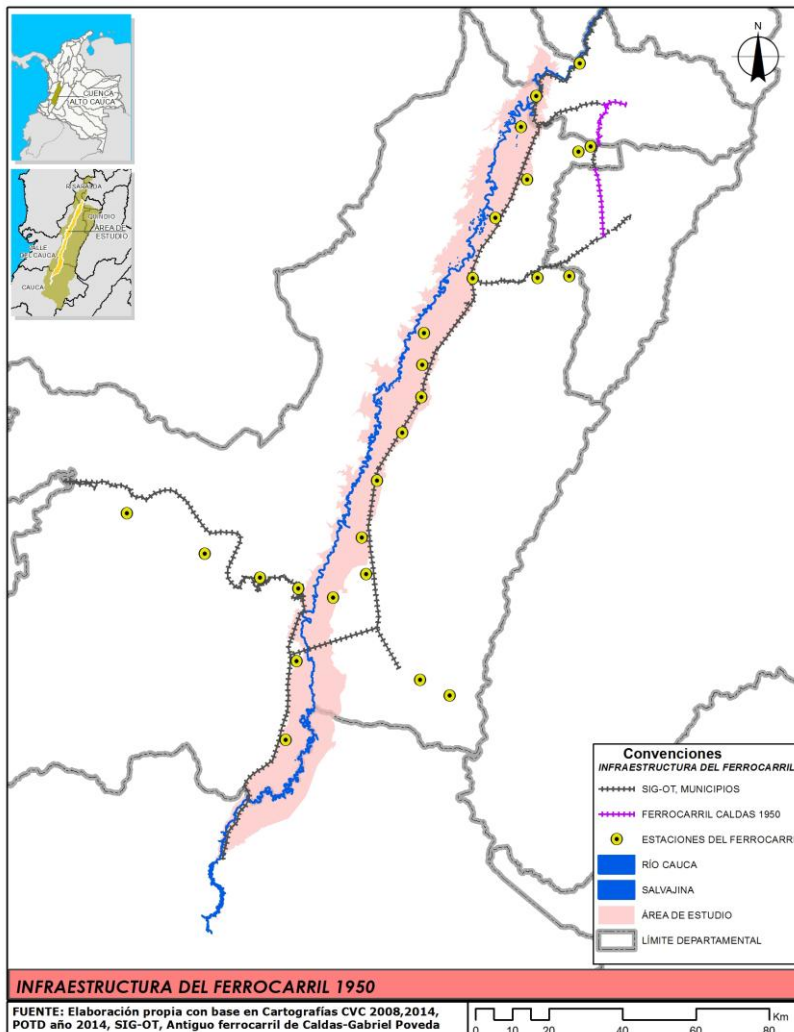 CUENCA
ALTO CAUCA
RISARALDA
QUINDIO
ÁREA DE
ESTUDIO
VALLE
DEL CAUCA
CAUCA
N
Convenciones
INFRAESTRUCTURA DEL FERROCARRIL
SIG-OT, MUNICIPIOS
FERROCARRIL CALDAS 1950
ESTACIONES DEL FERROCARRI
RÍO CAUCA
SALVAJINA
ÁREA DE ESTUDIO
LÍMITE DEPARTAMENTAL
INFRAESTRUCTURA DEL FERROCARRIL 1950
FUENTE: Elaboración propia con base en Cartografías CVC 2008,2014,
POTD año 2014, SIG-OT, Antiguo ferrocarril de Caldas-Gabriel Poveda
Km
0 10 20 40 60 80